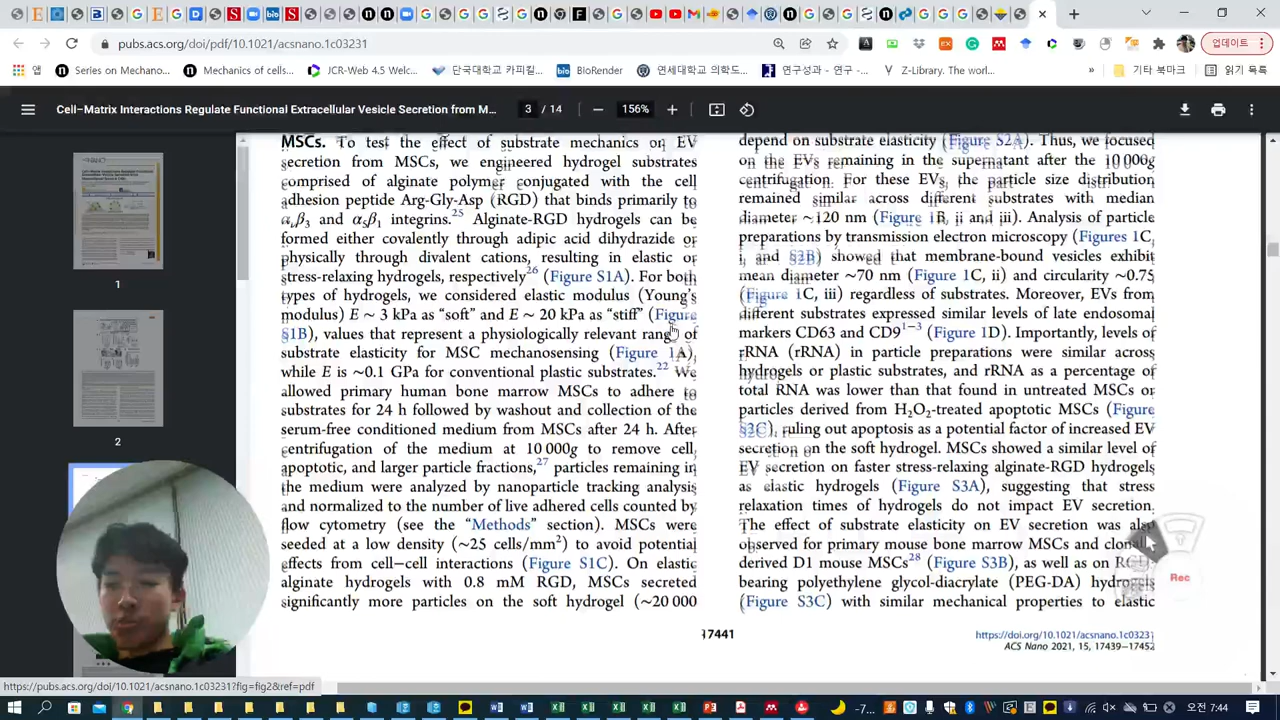 pubs.acs.org/doi/pdf/10.1021/acsnano.1c03231
업데이트
앱
Series on Mechano...
Mechanics of cells...
JCR-Web 4.5 Welc...
단국대학교 카피킬...
BioRender
연세대학교 의학도...
연구성과 - 연구 -...
Z-Library. The worl...
»
기타 북마크
읽기 목록
Cell−Matrix Interactions Regulate Functional Extracellular Vesicle Secretion from M...
3 / 14
156%
1
2
MSCs. To test the effect of substrate mechanics on EV
secretion from MSCs, we engineered hydrogel substrates
comprised of alginate polymer conjugated with the cell
adhesion peptide Arg-Gly-Asp (RGD) that binds primarily to
αvβ3 and α5β1 integrins.25 Alginate-RGD hydrogels can be
formed either covalently through adipic acid dihydrazide or
physically through divalent cations, resulting in elastic or
stress-relaxing hydrogels, respectively26 (Figure S1A). For both
types of hydrogels, we considered elastic modulus (Young's
modulus) E ∼ 3 kPa as “soft” and E ∼ 20 kPa as “stiff” (Figure
S1B), values that represent a physiologically relevant range of
substrate elasticity for MSC mechanosensing (Figure 1A),
while E is ∼0.1 GPa for conventional plastic substrates.22 We
allowed primary human bone marrow MSCs to adhere to
substrates for 24 h followed by washout and collection of the
serum-free conditioned medium from MSCs after 24 h. After
centrifugation of the medium at 10 000g to remove cell,
apoptotic, and larger particle fractions,27 particles remaining in
the medium were analyzed by nanoparticle tracking analysis
and normalized to the number of live adhered cells counted by
flow cytometry (see the “Methods” section). MSCs were
seeded at a low density (∼25 cells/mm2) to avoid potential
effects from cell−cell interactions (Figure S1C). On elastic
alginate hydrogels with 0.8 mM RGD, MSCs secreted
significantly more particles on the soft hydrogel (∼20 000
depend on substrate elasticity (Figure S2A). Thus, we focused
on the EVs remaining in the supernatant after the 10 000g
centrifugation. For these EVs, the particle size distribution
remained similar across different substrates with median
diameter ∼120 nm (Figure 1B, ii and iii). Analysis of particle
preparations by transmission electron microscopy (Figures 1C,
i, and S2B) showed that membrane-bound vesicles exhibit
mean diameter ∼70 nm (Figure 1C, ii) and circularity ∼0.75
(Figure 1C, iii) regardless of substrates. Moreover, EVs from
different substrates expressed similar levels of late endosomal
markers CD63 and CD91−3 (Figure 1D). Importantly, levels of
rRNA (rRNA) in particle preparations were similar across
hydrogels or plastic substrates, and rRNA as a percentage of
total RNA was lower than that found in untreated MSCs or
particles derived from H2O2-treated apoptotic MSCs (Figure
S2C), ruling out apoptosis as a potential factor of increased EV
secretion on the soft hydrogel. MSCs showed a similar level of
EV secretion on faster stress-relaxing alginate-RGD hydrogels
as elastic hydrogels (Figure S3A), suggesting that stress
relaxation times of hydrogels do not impact EV secretion.
The effect of substrate elasticity on EV secretion was also
observed for primary mouse bone marrow MSCs and clonally
derived D1 mouse MSCs28 (Figure S3B), as well as on RGD-
bearing polyethylene glycol-diacrylate (PEG-DA) hydrogels
(Figure S3C) with similar mechanical properties to elastic
Rec
17441
https://doi.org/10.1021/acsnano.1c03231
ACS Nano 2021, 15, 17439−17452
https://pubs.acs.org/doi/10.1021/acsnano.1c03231?fig=fig2&ref=pdf
-7...
오전 7:44